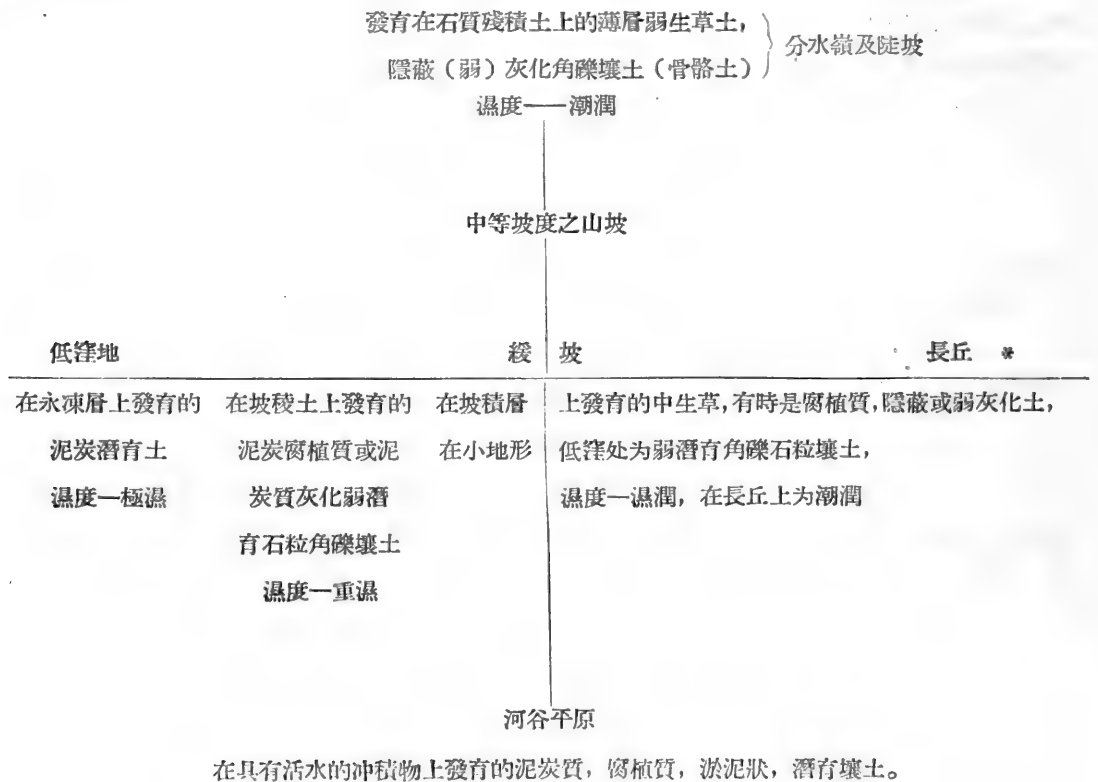 發育在石質殘積土上的薄層弱生草土，
隱蔽（弱）灰化角礫壤土（骨骼土）
分水嶺及陡坡
濕度——潮潤
中等坡度之山坡
低窪地 緩 坡 長丘 *
在永凍層上發育的 在坡稜土上發育的 在坡積層 上發育的中生草，有時是腐植質，隱蔽或弱灰化土，
泥炭潛育土 泥炭腐植質或泥 在小地形 低窪处为弱潛育角礫石粒壤土，
濕度—極濕 炭質灰化弱潛 濕度—濕潤，在長丘上为潮潤
育石粒角礫壤土
濕度—重濕
河谷平原
在具有活水的冲積物上發育的泥炭質，腐植質，淤泥狀，潛育壤土。